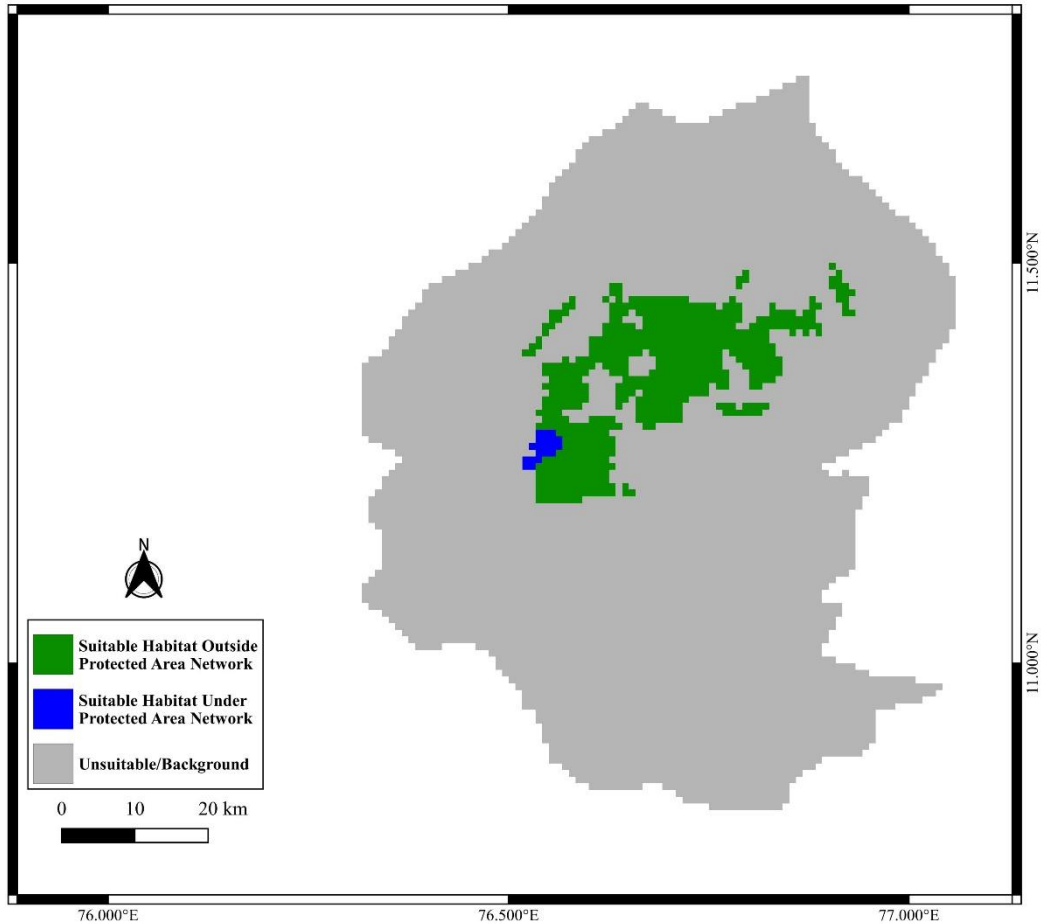 11.500°N
N
Suitable Habitat Outside
Protected Area Network
11.000°N
Suitable Habitat Under
Protected Area Network
Unsuitable/Background
0 10 20 km
76.000°E 76.500°E 77.000°E